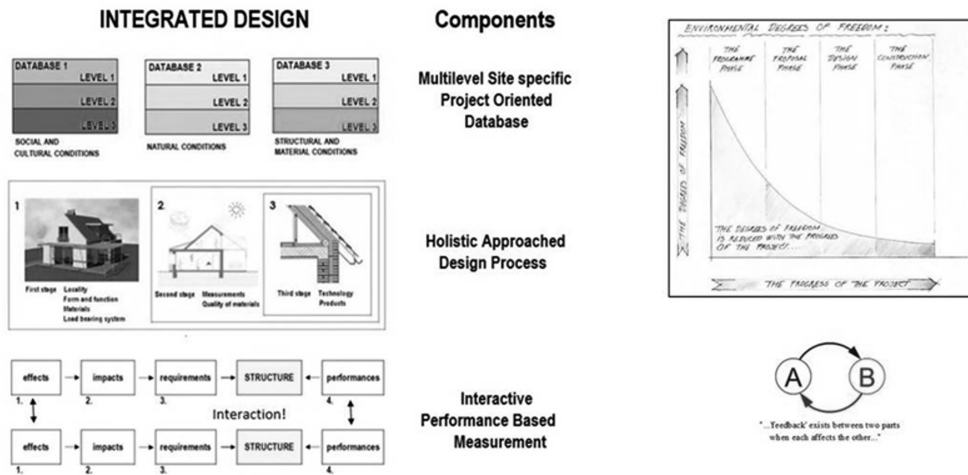 INTEGRATED DESIGN
Components
DATABASE 1
LEVEL 1
LEVEL 2
LEVEL 3
SOCIAL AND
CULTURAL CONDITIONS
DATABASE 2
LEVEL 1
LEVEL 2
LEVEL 3
NATURAL CONDITIONS
DATABASE 3
LEVEL 1
LEVEL 2
LEVEL 3
STRUCTURAL AND
MATERIAL CONDITIONS
Multilevel Site specific
Project Oriented
Database
1
First stage Locality
Form and function
Materials
Load bearing system
2
Second stage Measurements
Quality of materials
3
Third stage Technology
Products
Holistic Approached
Design Process
effects impacts requirements STRUCTURE performances
1. 2. 3. 4.
Interaction!
effects impacts requirements STRUCTURE performances
1. 2. 3. 4.
Interactive
Performance Based
Measurement
ENVIRONMENTAL DEGREES OF FREEDOM:
THE
PROGRAMME
PHASE
THE
PROPOSAL
PHASE
THE
DESIGN
PHASE
THE
CONSTRUCTION
PHASE
THE DEGREES OF FREEDOM
THE DEGREES OF FREEDOM
IS REDUCED WITH THE PROGRESS
OF THE PROJECT....
THE PROGRESS OF THE PROJECT
A B
"...Feedback' exists between two parts
when each affects the other..."